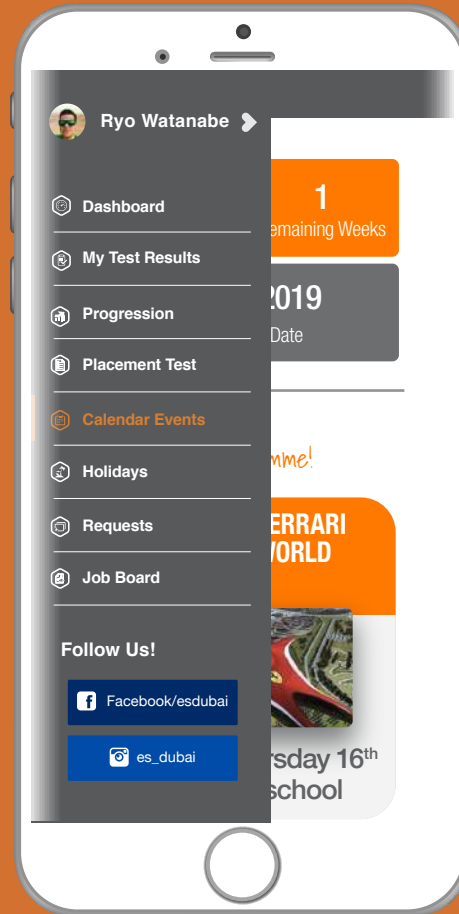 Ryo Watanabe
Dashboard
My Test Results
Progression
Placement Test
Calendar Events
Holidays
Requests
Job Board
Follow Us!
Facebook/esdubai
es_dubai
1
emaining Weeks
2019
Date
mme!
ERRARI
WORLD
rsday 16th
school